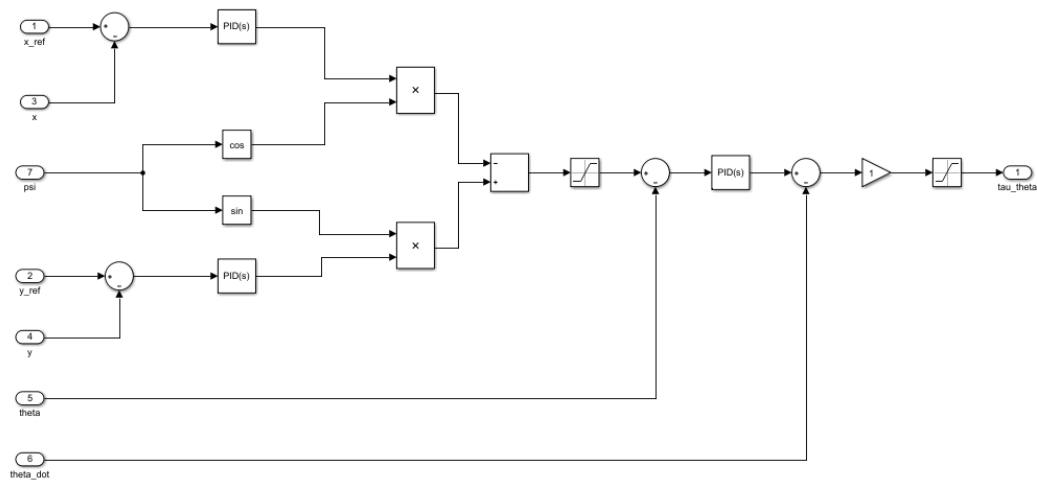 1
x_ref
+
−
PID(s)
3
x
×
7
psi
cos
sin
−
+
+
−
PID(s)
+
−
1
1
tau_theta
×
2
y_ref
+
−
PID(s)
4
y
5
theta
6
theta_dot